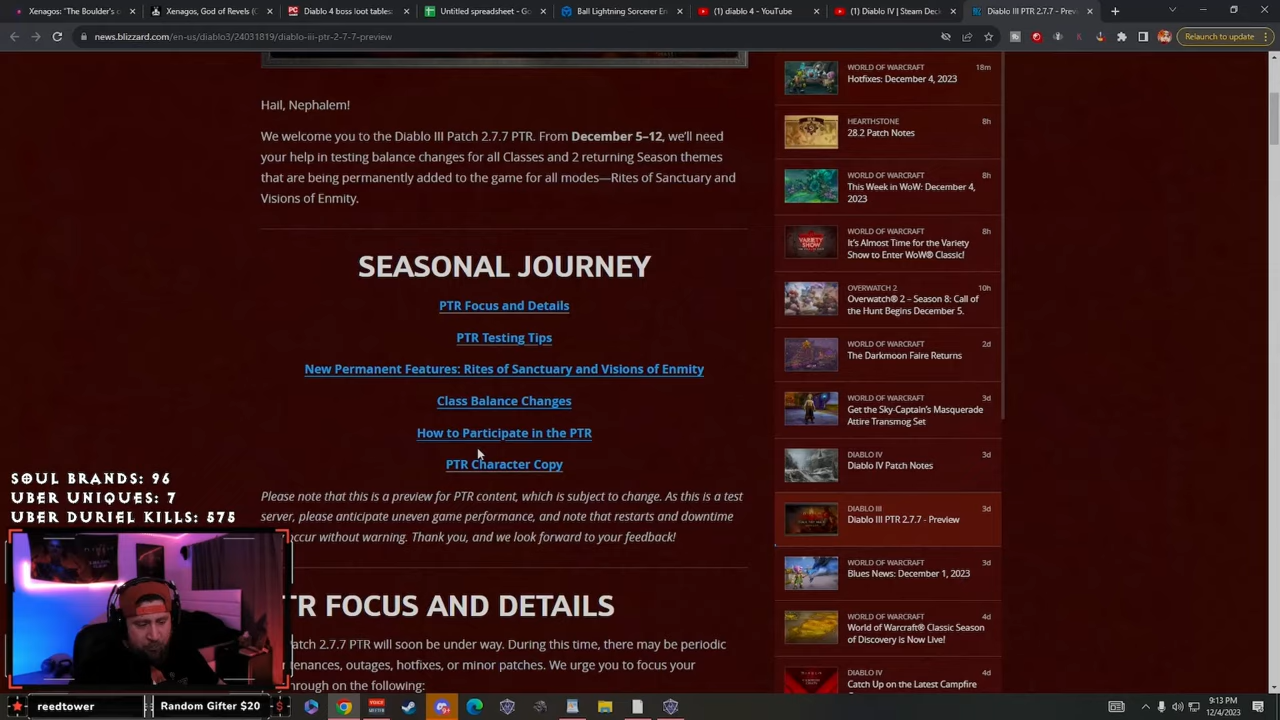 Xenagos "The Boulder's
Xenagos, God of Revels (C
Diablo 4 boss loot tables:
Untitled spreadsheet - Go
Ball Lightning Sorcerer En
(1) diablo 4 - YouTube
(1) Diablo IV | Steam Deck
Diablo III PTR 2.7.7 - Prev
news.blizzard.com/en-us/diablo3/24031819/diablo-iii-ptr-2-7-7-preview
Relaunch to update
Hail, Nephalem!
We welcome you to the Diablo III Patch 2.7.7 PTR. From December 5–12, we'll need
your help in testing balance changes for all Classes and 2 returning Season themes
that are being permanently added to the game for all modes—Rites of Sanctuary and
Visions of Enmity.
SEASONAL JOURNEY
PTR Focus and Details
PTR Testing Tips
New Permanent Features: Rites of Sanctuary and Visions of Enmity
Class Balance Changes
How to Participate in the PTR
PTR Character Copy
Please note that this is a preview for PTR content, which is subject to change. As this is a test
server, please anticipate uneven game performance, and note that restarts and downtime
occur without warning. Thank you, and we look forward to your feedback!
TR FOCUS AND DETAILS
atch 2.7.7 PTR will soon be under way. During this time, there may be periodic
tenances, outages, hotfixes, or minor patches. We urge you to focus your
through on the following:
WORLD OF WARCRAFT 18m
Hotfixes: December 4, 2023
HEARTHSTONE 8h
28.2 Patch Notes
WORLD OF WARCRAFT 8h
This Week in WoW: December 4,
2023
WORLD OF WARCRAFT 8h
It's Almost Time for the Variety
Show to Enter WoW® Classic!
VARIETY
SHOW
OVERWATCH 2 10h
Overwatch® 2 – Season 8: Call of
the Hunt Begins December 5.
WORLD OF WARCRAFT 2d
The Darkmoon Faire Returns
WORLD OF WARCRAFT 3d
Get the Sky-Captain's Masquerade
Attire Transmog Set
DIABLO IV 3d
Diablo IV Patch Notes
DIABLO III 3d
Diablo III PTR 2.7.7 - Preview
WORLD OF WARCRAFT 3d
Blues News: December 1, 2023
WORLD OF WARCRAFT 4d
World of Warcraft® Classic Season
of Discovery is Now Live!
DIABLO IV 4d
Catch Up on the Latest Campfire
SOUL BRANDS: 96
UBER UNIQUES: 7
UBER DURIEL KILLS: 575
reedtower
Random Gifter $20
9:13 PM
12/4/2023